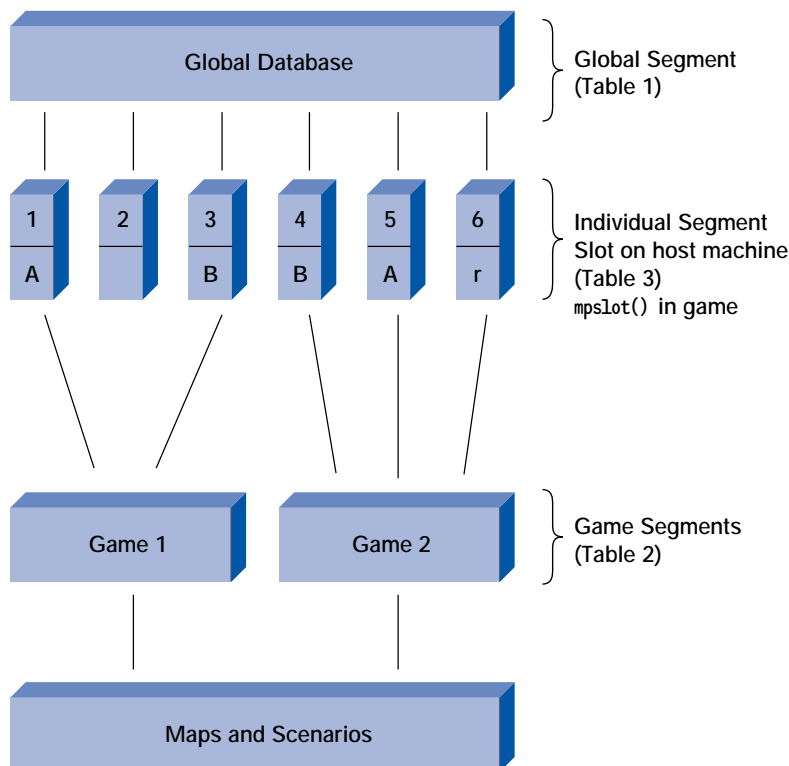 Global Database
Global Segment
(Table 1)
1
2
3
4
5
6
A
B
B
A
r
Individual Segment
Slot on host machine
(Table 3)
mpslot() in game
Game 1
Game 2
Game Segments
(Table 2)
Maps and Scenarios